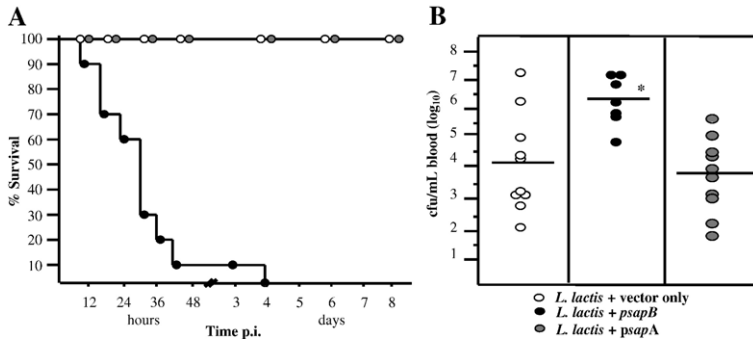 A
% Survival
100
90
80
70
60
50
40
30
20
10
12 24 36 48 3 4 5 6 7 8
hours days
Time p.i.
B
cfu/mL blood (log10)
8
7
6
5
4
3
2
1
*
L. lactis + vector only
L. lactis + psapB
L. lactis + psapA